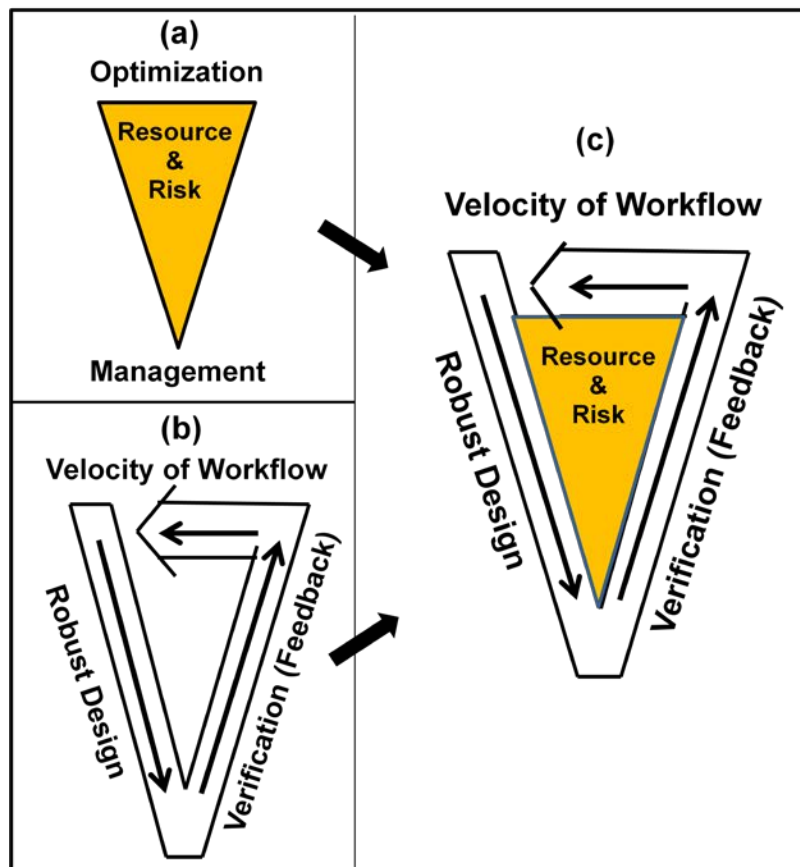 (a)
Optimization
Resource
&
Risk
Management
(b)
Velocity of Workflow
Robust Design
Verification (Feedback)
(c)
Velocity of Workflow
Robust Design
Resource
&
Risk
Verification (Feedback)